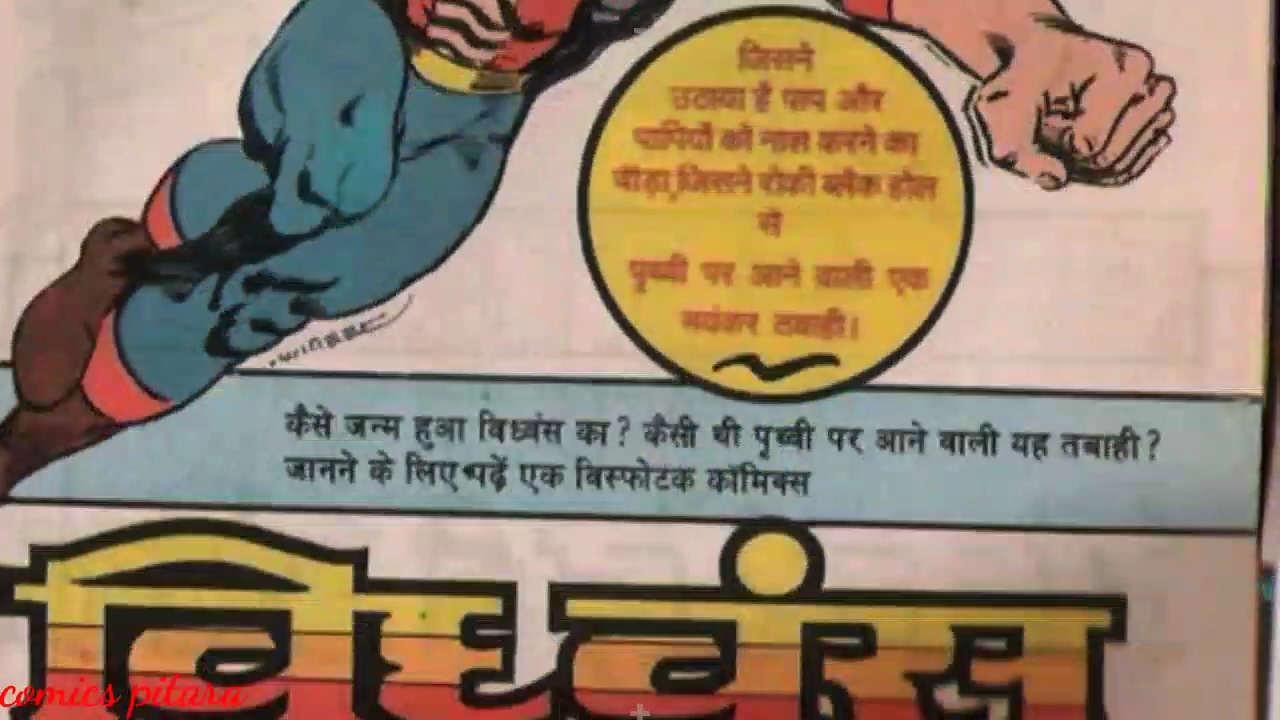 जिसने
उठाया है पाप और
पापियों को नाश करने का
बीड़ा,जिसने रोकी ब्लैक होल
से
पृथ्वी पर आने वाली एक
भयंकर तबाही।
कैसे जन्म हुआ विध्वंस का? कैसी थी पृथ्वी पर आने वाली यह तबाही?
जानने के लिए पढ़ें एक विस्फोटक कॉमिक्स
विध्वंस
comics pitara